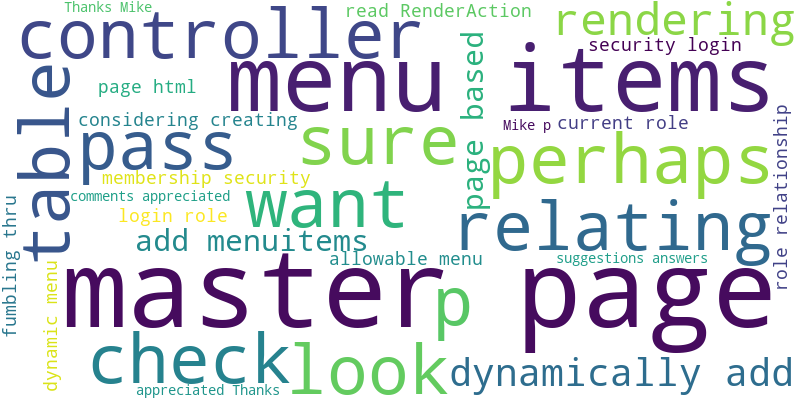 Thanks Mike
read RenderAction
rendering
controller
security login
menu items
page html
page based
table
considering creating
Mike p
current role
pass
sure
perhaps
role relationship
membership security
comments appreciated
want
login role
relating
fumbling thru
add menuitems
allowable menu
suggestions answers
dynamic menu
master page
p
check
look
dynamically add
appreciated Thanks